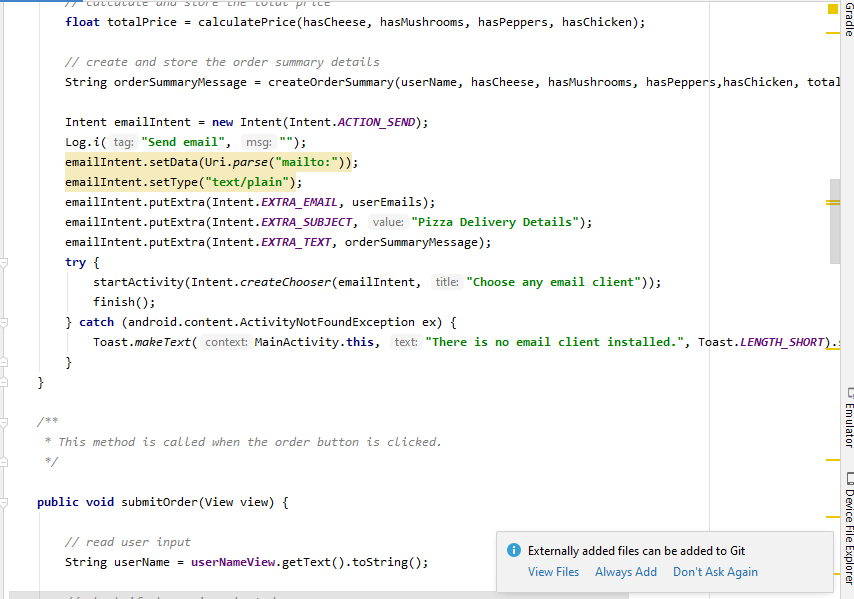 // calculate and store the total price
float totalPrice = calculatePrice(hasCheese, hasMushrooms, hasPeppers, hasChicken);
// create and store the order summary details
String orderSummaryMessage = createOrderSummary(userName, hasCheese, hasMushrooms, hasPeppers,hasChicken, total
Intent emailIntent = new Intent(Intent.ACTION_SEND);
Log.i( tag: "Send email", msg: "");
emailIntent.setData(Uri.parse("mailto:"));
emailIntent.setType("text/plain");
emailIntent.putExtra(Intent.EXTRA_EMAIL, userEmails);
emailIntent.putExtra(Intent.EXTRA_SUBJECT, value: "Pizza Delivery Details");
emailIntent.putExtra(Intent.EXTRA_TEXT, orderSummaryMessage);
try {
startActivity(Intent.createChooser(emailIntent, title: "Choose any email client"));
finish();
} catch (android.content.ActivityNotFoundException ex) {
Toast.makeText( context: MainActivity.this, text: "There is no email client installed.", Toast.LENGTH_SHORT).
}
}
/**
* This method is called when the order button is clicked.
*/
public void submitOrder(View view) {
// read user input
String userName = userNameView.getText().toString();
Externally added files can be added to Git
View Files Always Add Don't Ask Again
Gradle
Emulator
Device File Explorer